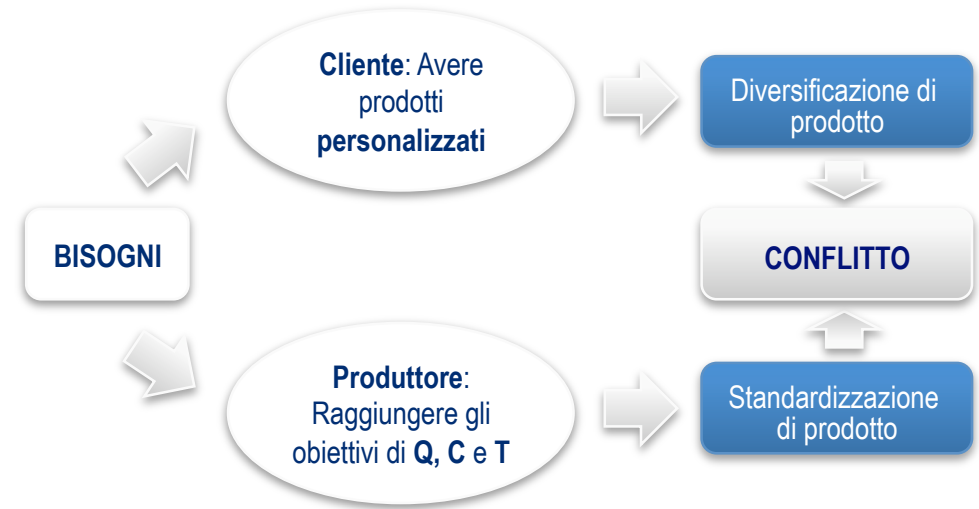 Cliente: Avere
prodotti
personalizzati
Diversificazione di
prodotto
BISOGNI
CONFLITTO
Produttore:
Raggiungere gli
obiettivi di Q, C e T
Standardizzazione
di prodotto